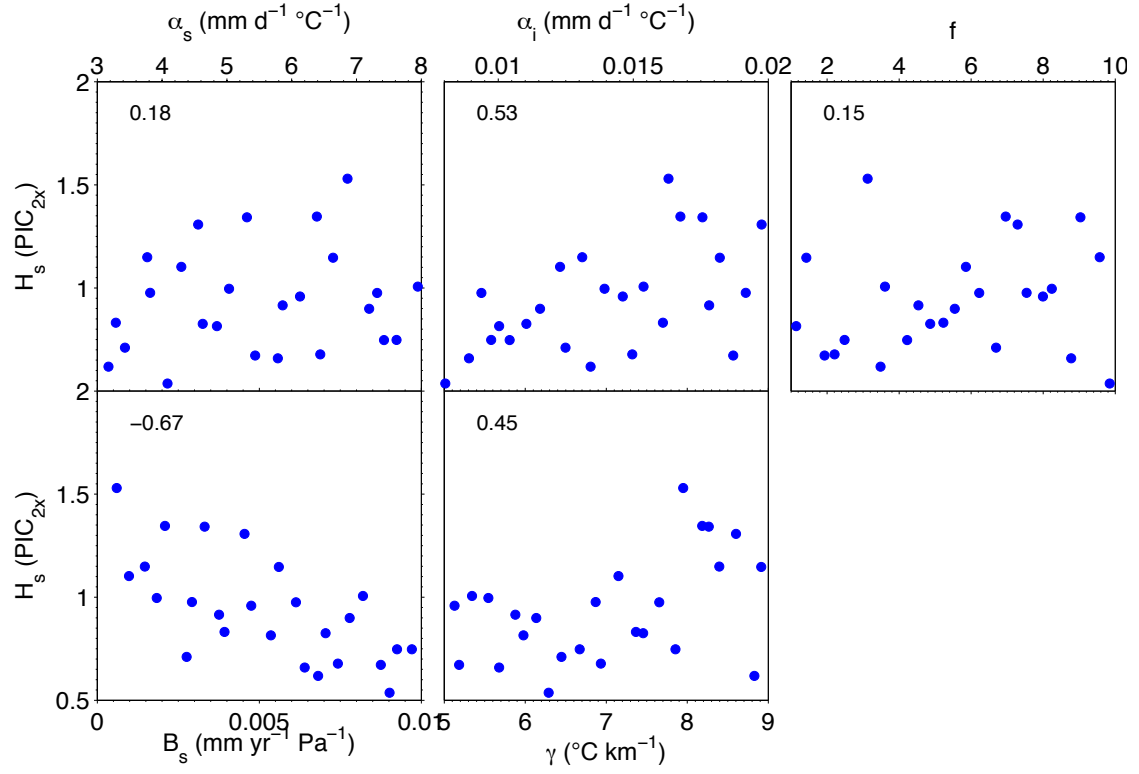 α_s (mm d⁻¹ °C⁻¹)
α_i (mm d⁻¹ °C⁻¹)
f
3 4 5 6 7 8
0.01 0.015 0.02
2 4 6 8 10
2
0.18
0.53
0.15
1.5
H_s (PIC_2x)
1
2
−0.67
0.45
1.5
H_s (PIC_2x)
1
0.5
0 0.005 0.01
5 6 7 8 9
B_s (mm yr⁻¹ Pa⁻¹)
γ (°C km⁻¹)